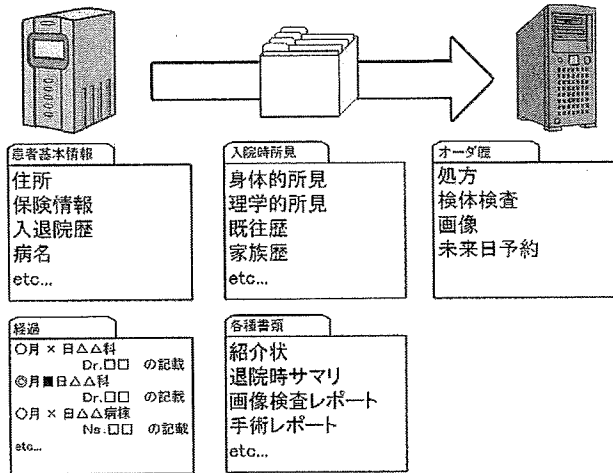 患者基本情報
住所
保険情報
入退院歴
病名
etc...
入院時所見
身体的所見
理学的所見
既往歴
家族歴
etc...
オーダ歴
処方
検体検査
画像
未来日予約
経過
○月 × 日△△科
Dr.□□ の記載
◎月■日△△科
Dr.□□ の記載
○月 × 日△△病棟
Ns.□□ の記載
etc...
各種書類
紹介状
退院時サマリ
画像検査レポート
手術レポート
etc...